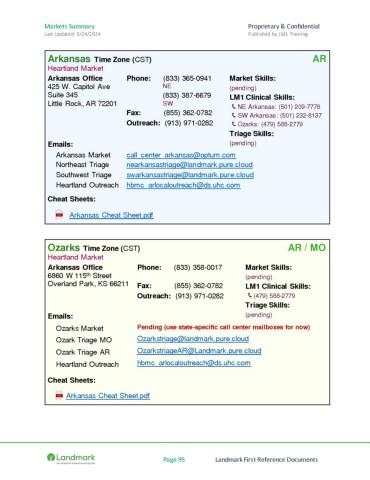 Markets Summary Proprietary & Confidential
Last Updated: 5/24/2024 Published by LM1 Training
Arkansas Time Zone (CST) AR
Heartland Market
Arkansas Office Phone: (833) 365-0941 Market Skills:
425 W. Capitol Ave NE (pending)
Suite 345 (833) 387-6679 LM1 Clinical Skills:
Little Rock, AR 72201 SW NE Arkansas: (501) 209-7778
Fax: (855) 362-0782 SW Arkansas: (501) 232-8137
Outreach: (913) 971-0282 Ozarks: (479) 588-2779
Triage Skills:
Emails: (pending)
Arkansas Market call_center_arkansas@optum.com
Northeast Triage nearkansastriage@landmark.pure.cloud
Southwest Triage swarkansastriage@landmark.pure.cloud
Heartland Outreach hbmc_arlocaloutreach@ds.uhc.com
Cheat Sheets:
Arkansas Cheat Sheet.pdf
Ozarks Time Zone (CST) AR / MO
Heartland Market
Arkansas Office Phone: (833) 358-0017 Market Skills:
6860 W 115th Street (pending)
Overland Park, KS 66211 Fax: (855) 362-0782 LM1 Clinical Skills:
Outreach: (913) 971-0282 (479) 588-2779
Triage Skills:
Emails: (pending)
Ozarks Market Pending (use state-specific call center mailboxes for now)
Ozark Triage MO Ozarkstriage@landmark.pure.cloud
Ozark Triage AR OzarkstriageAR@Landmark.pure.cloud
Heartland Outreach hbmc_arlocaloutreach@ds.uhc.com
Cheat Sheets:
Arkansas Cheat Sheet.pdf
Landmark Page 95 Landmark First Reference Documents